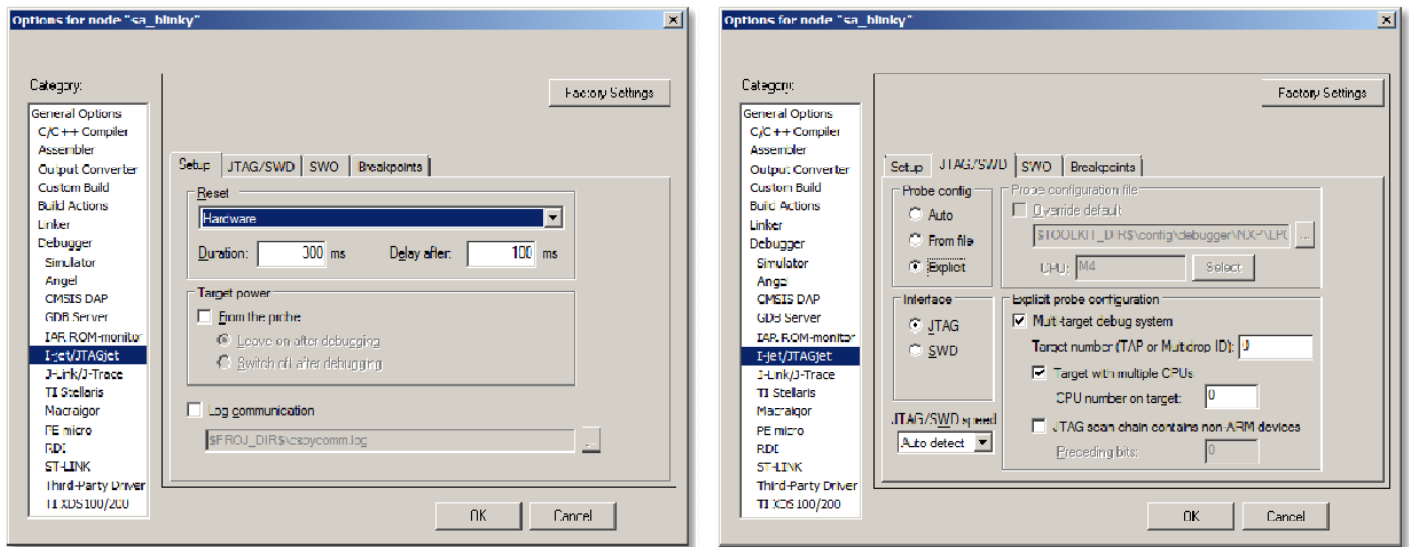 Options for node "sa_blinky"
Category:
Factory Settings
General Options
C/C++ Compiler
Assembler
Output Converter
Custom Build
Build Actions
Linker
Debugger
Simulator
Angel
CMSIS DAP
GDB Server
IAR ROM-monitor
I-jet/JTAGjet
J-Link/J-Trace
TI Stellaris
Macraigor
PE micro
RDI
ST-LINK
Third-Party Driver
TI XDS100/200
Setup JTAG/SWD SWO Breakpoints
Reset
Hardware
Duration: 300 ms Delay after: 100 ms
Target power
From the probe
Leave on after debugging
Switch off after debugging
Log communication
$PROJ_DIR$\cspycomm.log
...
OK Cancel
Options for node "sa_blinky"
Category:
Factory Settings
General Options
C/C++ Compiler
Assembler
Output Converter
Custom Build
Build Actions
Linker
Debugger
Simulator
Angel
CMSIS DAP
GDB Server
IAR ROM-monitor
I-jet/JTAGjet
J-Link/J-Trace
TI Stellaris
Macraigor
PE micro
RDI
ST-LINK
Third-Party Driver
TI XDS100/200
Setup JTAG/SWD SWO Breakpoints
Probe config
Auto
From file
Explicit
Probe configuration file
Override default
$TOOLKIT_DIR$\config\debugger\NXP\LPC
...
CPU: M4 Select
Interface
JTAG
SWD
JTAG/SWD speed
Auto detect
Explicit probe configuration
Multi-target debug system
Target number (TAP or Multidrop ID): 0
Target with multiple CPUs
CPU number on target: 0
JTAG scan chain contains non-ARM devices
Preceding bits: 0
OK Cancel